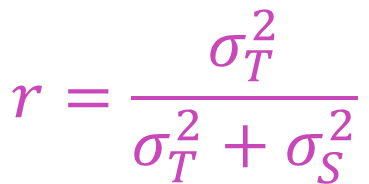 r = σ_T^2 / (σ_T^2 + σ_S^2)